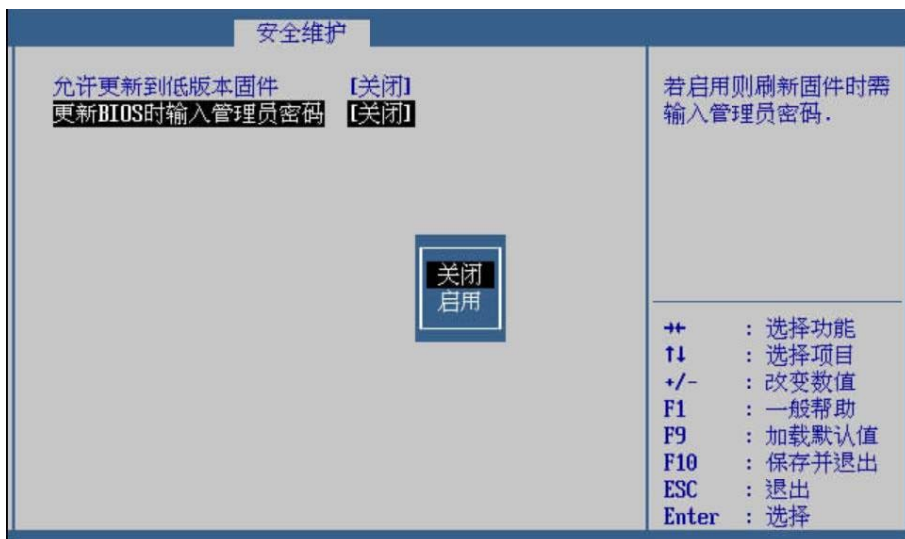 安全维护
允许更新到低版本固件 [关闭]
更新BIOS时输入管理员密码 [关闭]
关闭
启用
若启用则刷新固件时需
输入管理员密码.
→← : 选择功能
↑↓ : 选择项目
+/- : 改变数值
F1 : 一般帮助
F9 : 加载默认值
F10 : 保存并退出
ESC : 退出
Enter : 选择